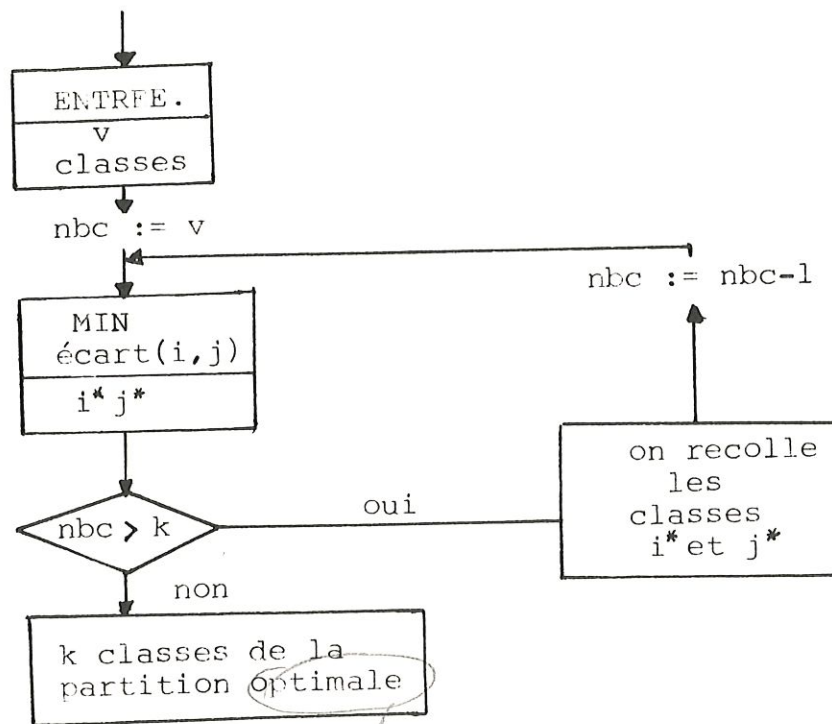 ENTRFE.
v
classes
nbc := v
nbc := nbc-1
MIN
écart(i,j)
i* j*
on recolle
les
classes
i* et j*
oui
nbc > k
non
k classes de la
partition optimale